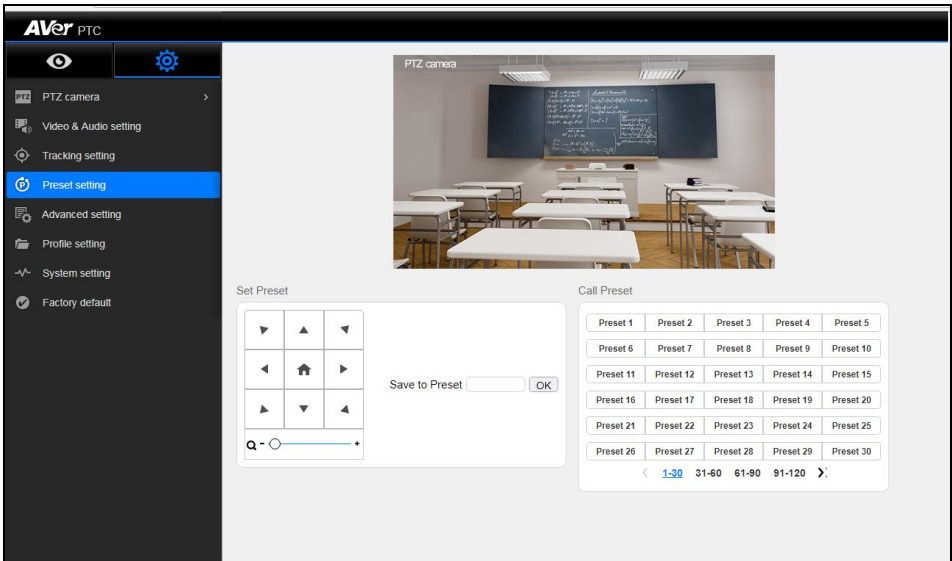 AVer PTC
PTZ PTZ camera
Video & Audio setting
Tracking setting
P Preset setting
Advanced setting
Profile setting
System setting
Factory default
PTZ camera
Set Preset
Save to Preset OK
- +
Call Preset
Preset 1 Preset 2 Preset 3 Preset 4 Preset 5
Preset 6 Preset 7 Preset 8 Preset 9 Preset 10
Preset 11 Preset 12 Preset 13 Preset 14 Preset 15
Preset 16 Preset 17 Preset 18 Preset 19 Preset 20
Preset 21 Preset 22 Preset 23 Preset 24 Preset 25
Preset 26 Preset 27 Preset 28 Preset 29 Preset 30
1-30 31-60 61-90 91-120